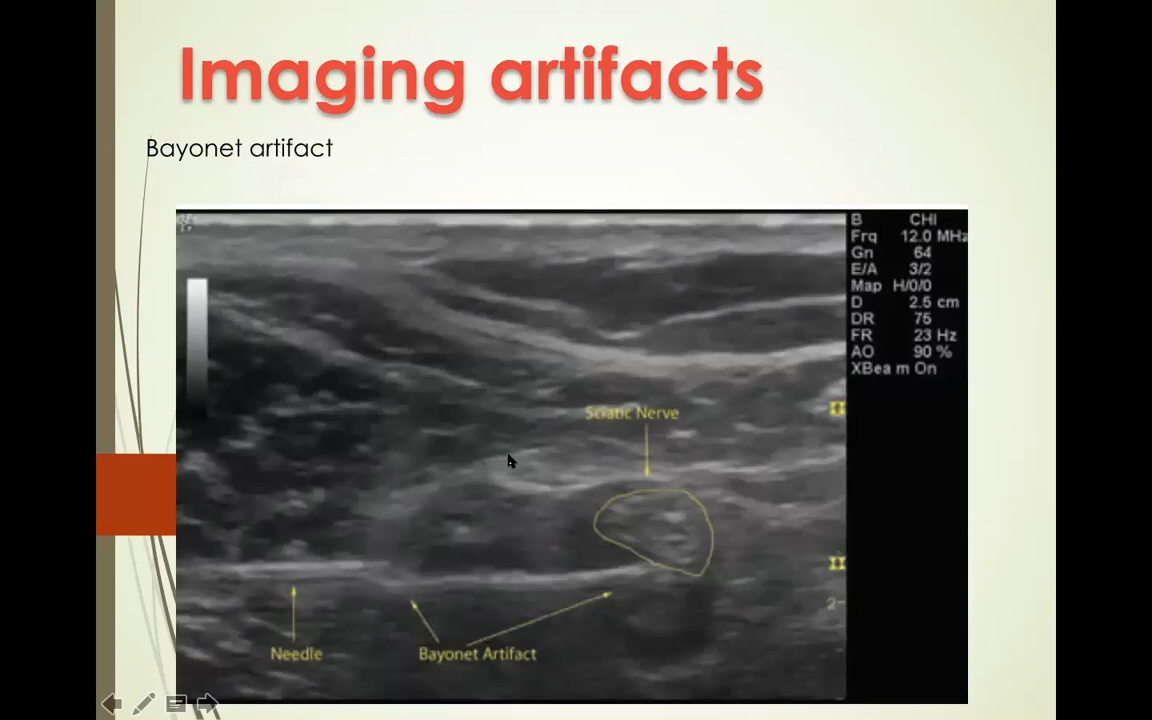 Imaging artifacts
Bayonet artifact
B CHI
Frq 12.0 MHz
Gn 64
E/A 3/2
Map H/0/0
D 2.5 cm
DR 75
FR 23 Hz
AO 90 %
XBea m On
Sciatic Nerve
2-
Needle
Bayonet Artifact